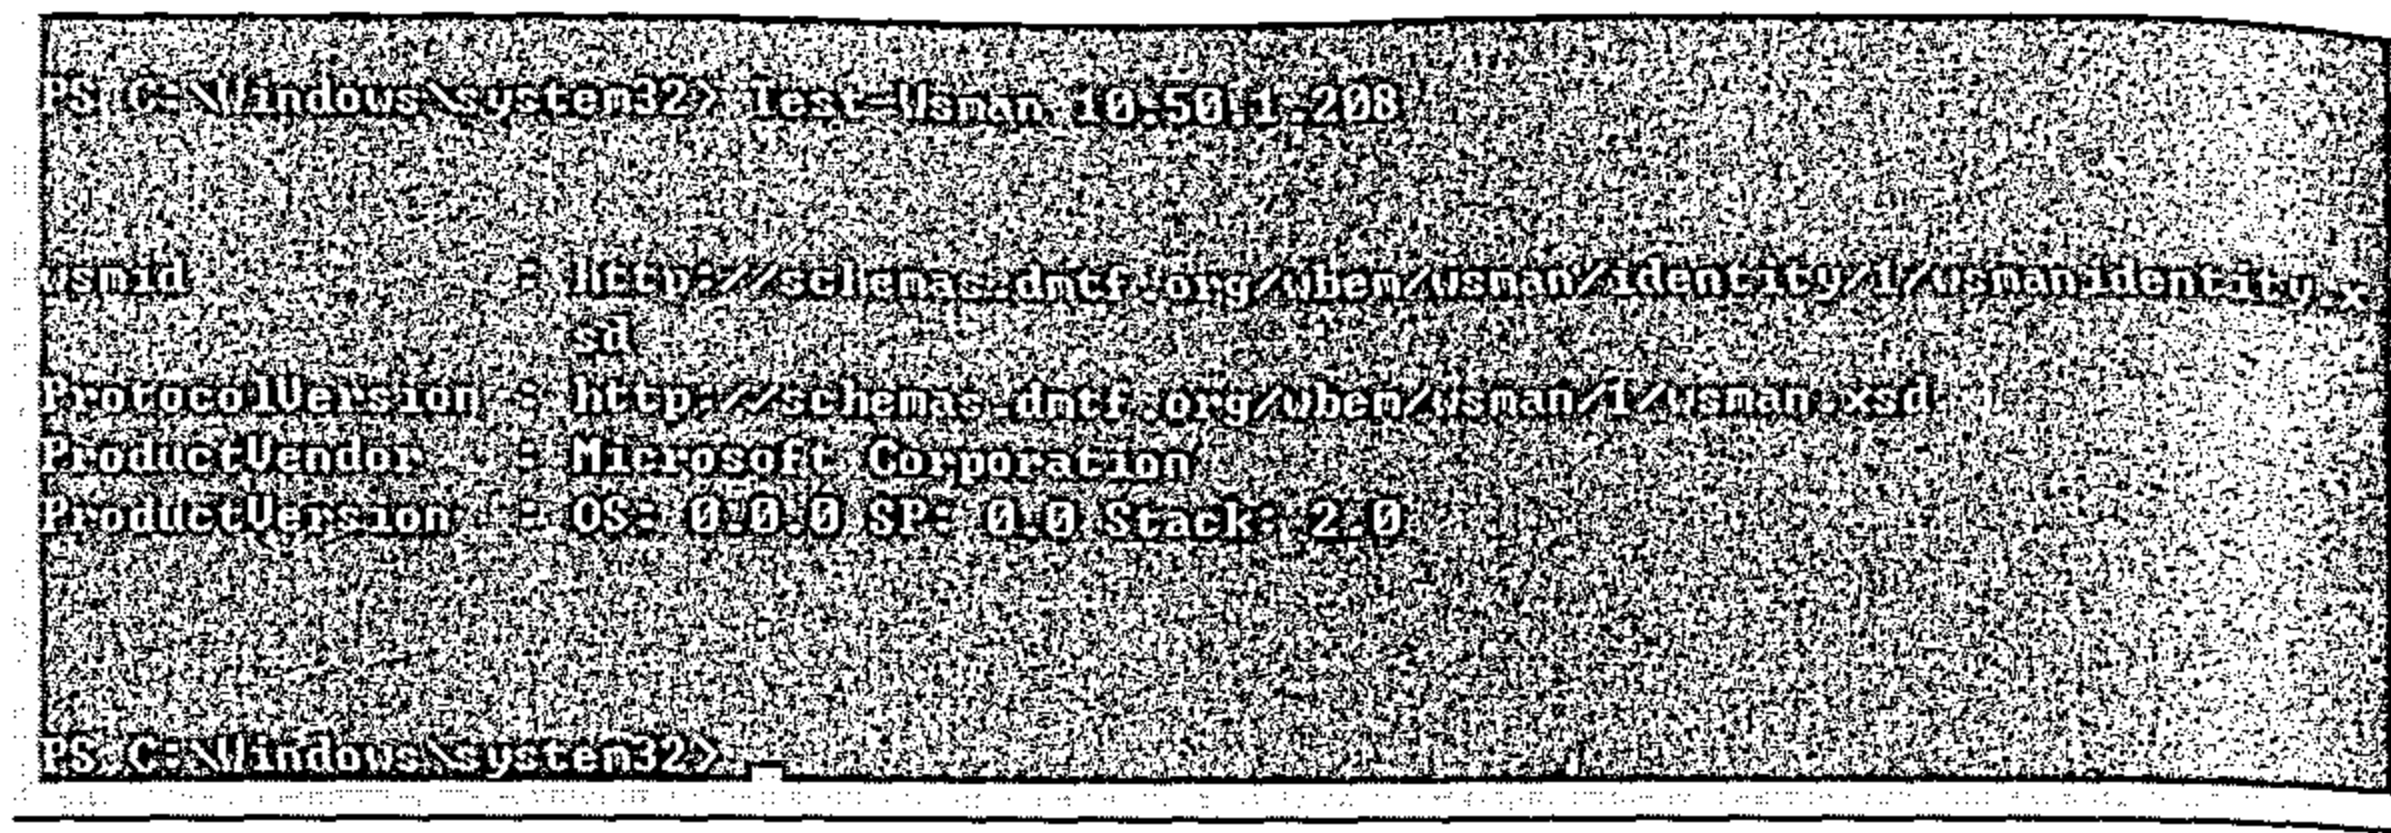 PS C:\Windows\system32> Test-Wsman 10.50.1.208
wsmid : http://schemas.dmtf.org/wbem/wsman/identity/1/wsmanidentity.x
sd
ProtocolVersion : http://schemas.dmtf.org/wbem/wsman/1/wsman.xsd
ProductVendor : Microsoft Corporation
ProductVersion : OS: 0.0.0 SP: 0.0 Stack: 2.0
PS C:\Windows\system32>